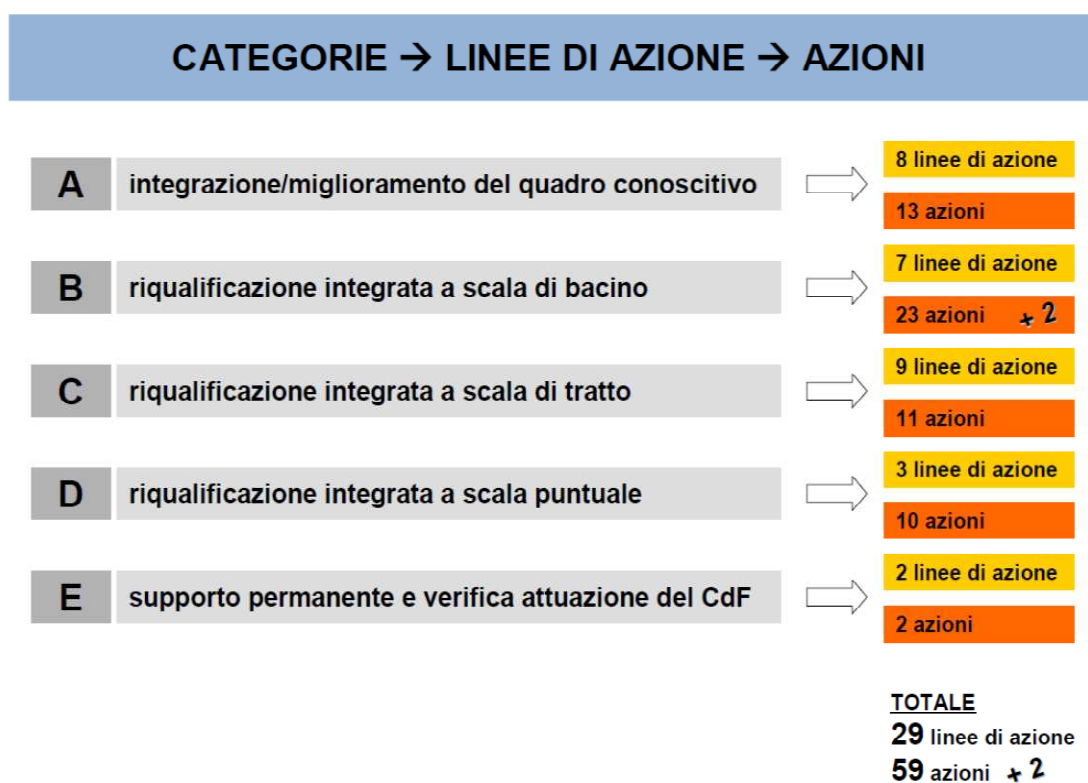 CATEGORIE → LINEE DI AZIONE → AZIONI
A integrazione/miglioramento del quadro conoscitivo
8 linee di azione
13 azioni
B riqualificazione integrata a scala di bacino
7 linee di azione
23 azioni + 2
C riqualificazione integrata a scala di tratto
9 linee di azione
11 azioni
D riqualificazione integrata a scala puntuale
3 linee di azione
10 azioni
E supporto permanente e verifica attuazione del CdF
2 linee di azione
2 azioni
TOTALE
29 linee di azione
59 azioni + 2